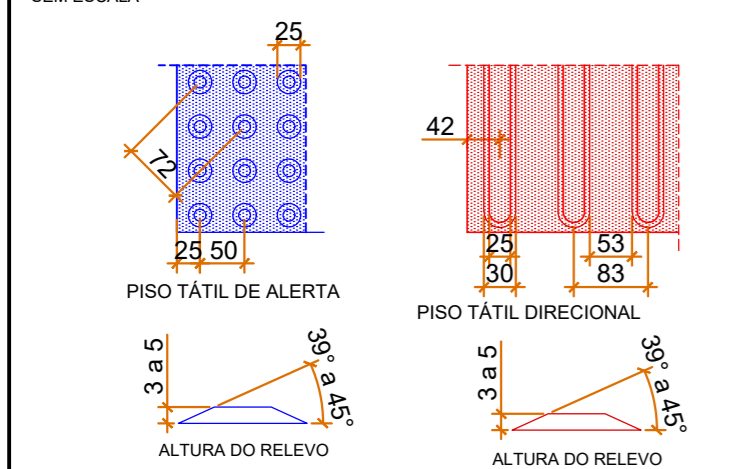 25
72
25 50
PISO TÁTIL DE ALERTA
42
25
53
30
83
PISO TÁTIL DIRECIONAL
3 a 5
39° a 45°
ALTURA DO RELEVO
3 a 5
39° a 45°
ALTURA DO RELEVO